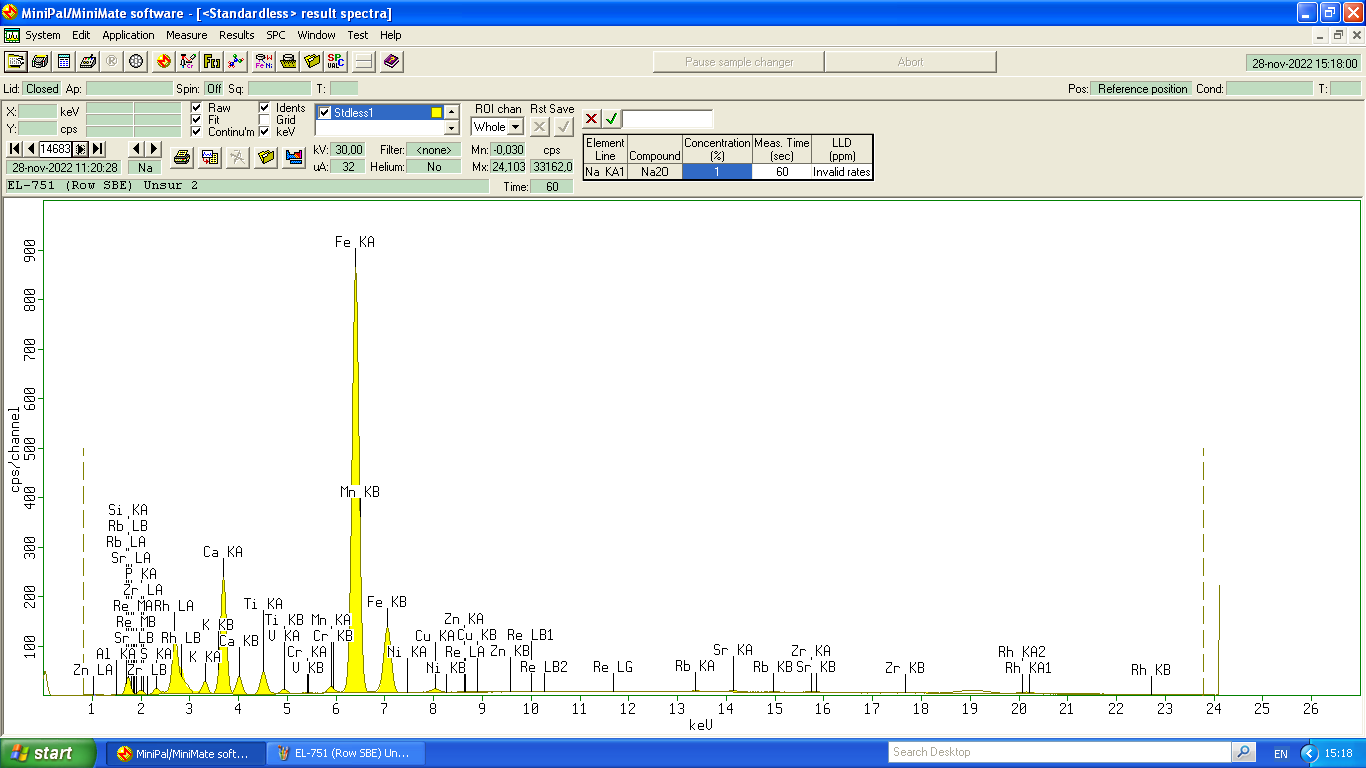 MiniPal/MiniMate software - [<Standardless> result spectra]
System Edit Application Measure Results SPC Window Test Help
Pause sample changer Abort 28-nov-2022 15:18:00
Lid: Closed Ap: Spin: Off Sq: T: Pos: Reference position Cond: T:
X: keV Raw Idents Stdless1 ROI chan Rst Save
Y: cps Fit Grid Whole
Continu'm keV
14683 kV: 30,00 Filter: <none> Mn: -0,030 cps
28-nov-2022 11:20:28 Na uA: 32 Helium: No Mx: 24,103 33162,0
EL-751 (Row SBE) Unsur 2 Time: 60
Element Line Compound Concentration (%) Meas. Time (sec) LLD (ppm)
Na KA1 Na2O 1 60 Invalid rates
Fe KA
900
800
700
600
500
400
300
200
100
cps/channel
Mn KB
Si KA
Rb LB
Rb LA
Sr LA
P KA
Zr LA
Re MA Rh LA
Re MB
Sr LB Rh LB
Al KA S KA K KA
Zn LA Zr LB
Ca KA
K KB
Ca KB
Ti KA
Ti KB Mn KA
V KA Cr KB
Cr KA
V KB
Fe KB
Zn KA
Cu KA Cu KB Re LB1
Ni KA Re LA Zn KB
Ni KB Re LB2 Re LG
Rb KA
Sr KA
Rb KB
Zr KA
Sr KB
Zr KB
Rh KA2
Rh KA1
Rh KB
1 2 3 4 5 6 7 8 9 10 11 12 13 14 15 16 17 18 19 20 21 22 23 24 25 26
keV
start MiniPal/MiniMate soft... EL-751 (Row SBE) Un... Search Desktop EN 15:18